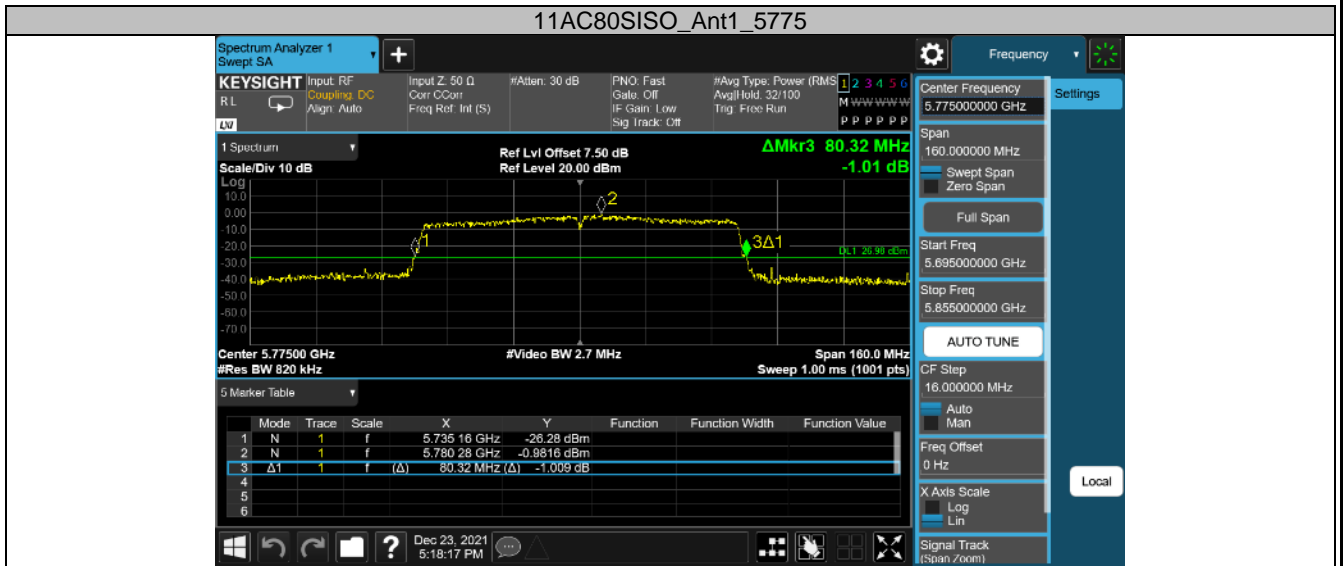 11AC80SISO_Ant1_5775
Spectrum Analyzer 1
Swept SA
+
Frequency
KEYSIGHT
R L
LXI
Input: RF
Coupling: DC
Align: Auto
Input Z: 50 Ω
Corr CCorr
Freq Ref: Int (S)
#Atten: 30 dB
PNO: Fast
Gate: Off
IF Gain: Low
Sig Track: Off
#Avg Type: Power (RMS
Avg|Hold: 32/100
Trig: Free Run
1 2 3 4 5 6
M W W W W W
P P P P P P
1 Spectrum
Scale/Div 10 dB
Ref Lvl Offset 7.50 dB
Ref Level 20.00 dBm
ΔMkr3 80.32 MHz
-1.01 dB
Log
10.0
0.00
-10.0
-20.0
-30.0
-40.0
-50.0
-60.0
-70.0
1
2
3Δ1
DL1 -26.98 dBm
Center 5.77500 GHz
#Res BW 820 kHz
#Video BW 2.7 MHz
Span 160.0 MHz
Sweep 1.00 ms (1001 pts)
5 Marker Table
Mode Trace Scale X Y Function Function Width Function Value
1 N 1 f 5.735 16 GHz -26.28 dBm
2 N 1 f 5.780 28 GHz -0.9816 dBm
3 Δ1 1 f (Δ) 80.32 MHz (Δ) -1.009 dB
4
5
6
?
Dec 23, 2021
5:18:17 PM
Center Frequency
5.775000000 GHz
Settings
Span
160.000000 MHz
Swept Span
Zero Span
Full Span
Start Freq
5.695000000 GHz
Stop Freq
5.855000000 GHz
AUTO TUNE
CF Step
16.000000 MHz
Auto
Man
Freq Offset
0 Hz
X Axis Scale
Log
Lin
Local
Signal Track
(Span Zoom)